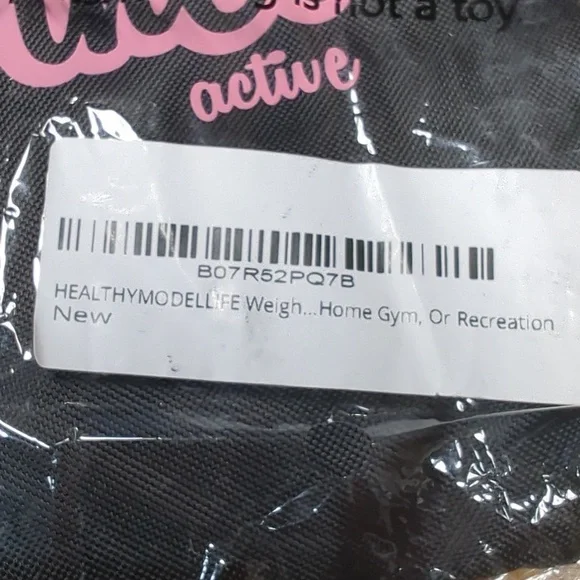 is not a toy
active
B07R52PQ7B
HEALTHYMODELLIFE Weigh...Home Gym, Or Recreation
New